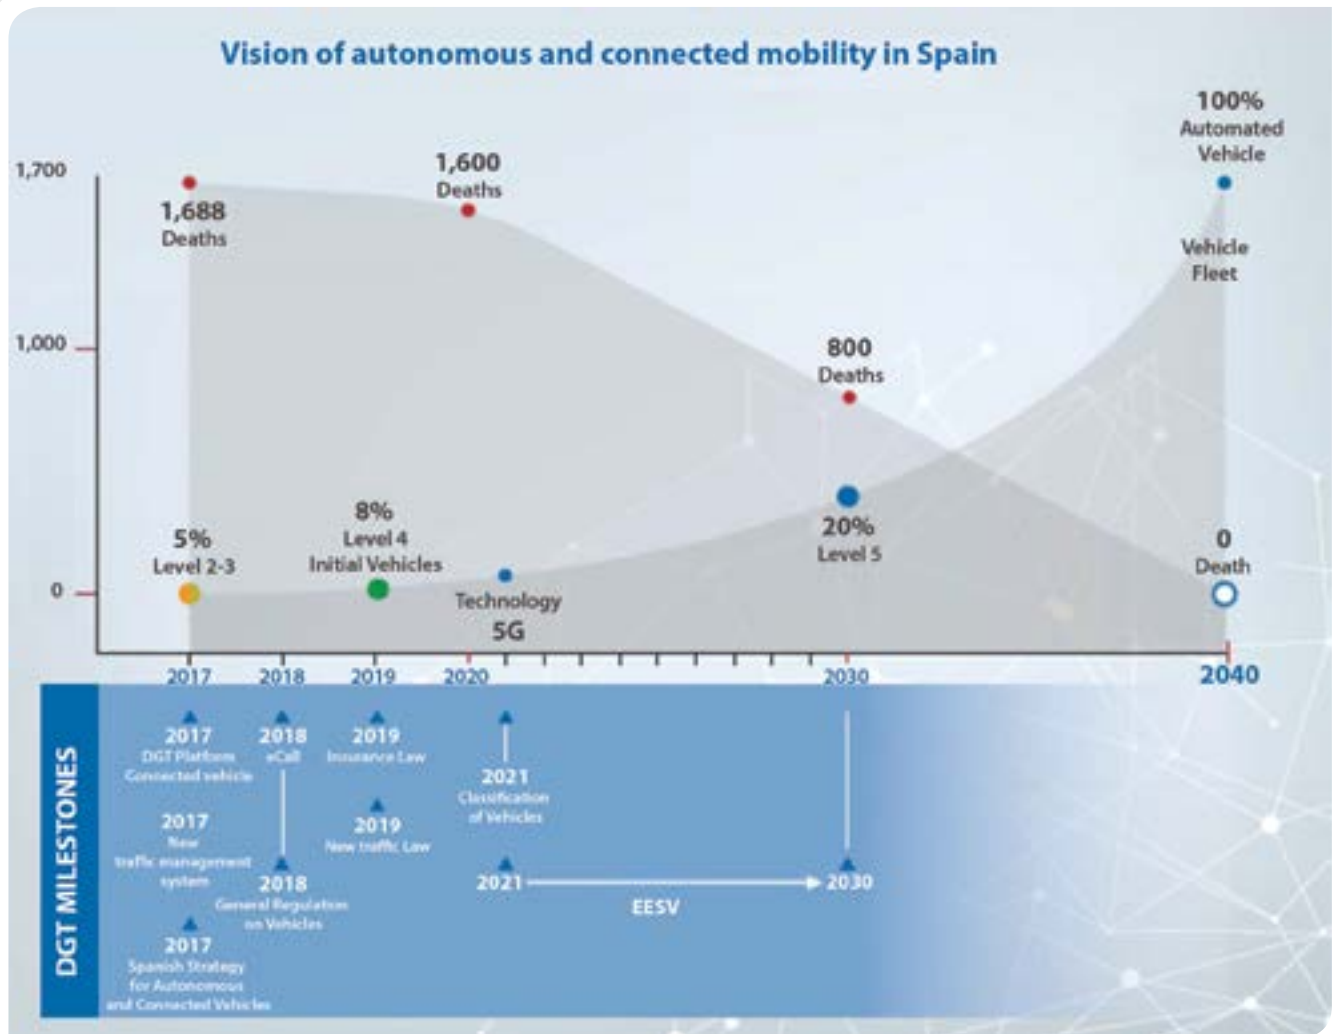 Vision of autonomous and connected mobility in Spain
100%
Automated
Vehicle
1,700
1,688
Deaths
1,600
Deaths
Vehicle
Fleet
1,000
800
Deaths
5%
Level 2-3
8%
Level 4
Initial Vehicles
20%
Level 5
0
Death
0
Technology
5G
2017
2018
2019
2020
2030
2040
DGT MILESTONES
2017
DGT Platform
Connected vehicle
2017
New
traffic management
system
2017
Spanish Strategy
for Autonomous
and Connected Vehicles
2018
eCall
2018
General Regulation
on Vehicles
2019
Insurance Law
2019
New traffic Law
2021
Classification
of Vehicles
2021
2030
EESV